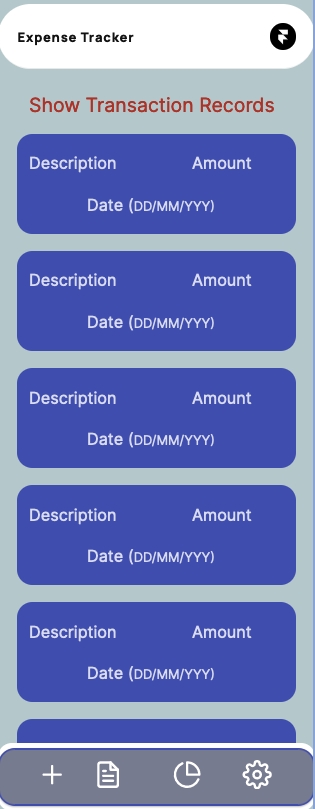 Expense Tracker
Show Transaction Records
Description Amount
Date (DD/MM/YYY)
Description Amount
Date (DD/MM/YYY)
Description Amount
Date (DD/MM/YYY)
Description Amount
Date (DD/MM/YYY)
Description Amount
Date (DD/MM/YYY)